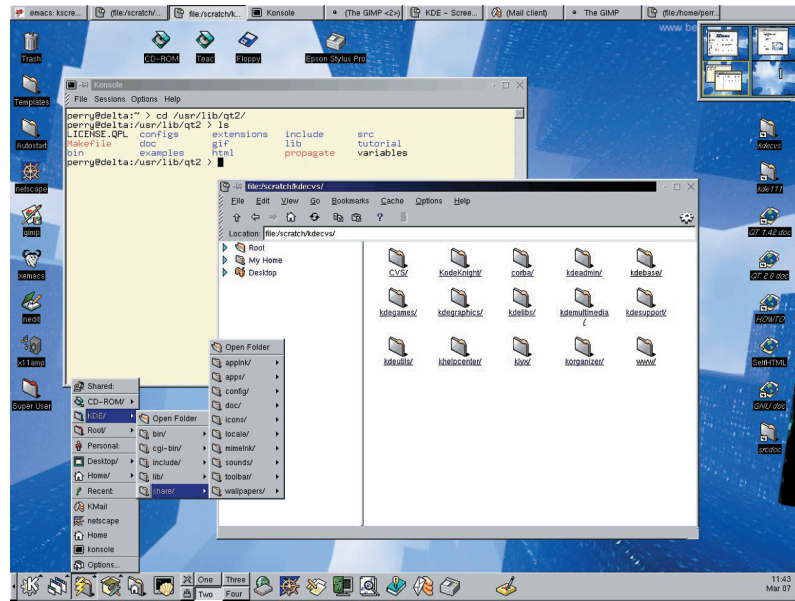 emacs: kscre...
(file:/scratch/...
file:/scratch/k...
Konsole
(The GIMP <2>)
KDE - Scree...
(Mail client)
The GIMP
(file:/home/perr...
www.be
Trash
CD-ROM
Teac
Floppy
Epson Stylus Pro
Templates
Autostart
netscape
gimp
xemacs
nedit
x11amp
Super User
Konsole
File Sessions Options Help
perry@delta:~ > cd /usr/lib/qt2/
perry@delta:/usr/lib/qt2 > ls
LICENSE.QPL configs extensions include src
Makefile doc gif lib tutorial
bin examples html propagate variables
perry@delta:/usr/lib/qt2 >
file:/scratch/kdecvs/
File Edit View Go Bookmarks Cache Options Help
Location: file:/scratch/kdecvs/
Root
My Home
Desktop
CVS/ KodeKnight/ corba/ kdeadmin/ kdebase/
kdegames/ kdegraphics/ kdelibs/ kdemultimedia/ kdesupport/
kdeutils/ khelpcenter/ klyx/ korganizer/ www/
kdecvs
kde111
QT 1.42 doc
QT 2.0 doc
HOWTO
SelfHTML
GNU doc
srcdoc
Shared:
CD-ROM/
KDE/
Root/
Personal:
Desktop/
Home/
Recent:
KMail
netscape
Home
konsole
Options...
Open Folder
bin/
cgi-bin/
include/
lib/
share/
Open Folder
applnk/
apps/
config/
doc/
icons/
locale/
mimelnk/
sounds/
toolbar/
wallpapers/
One Three
Two Four
11:43
Mar 07